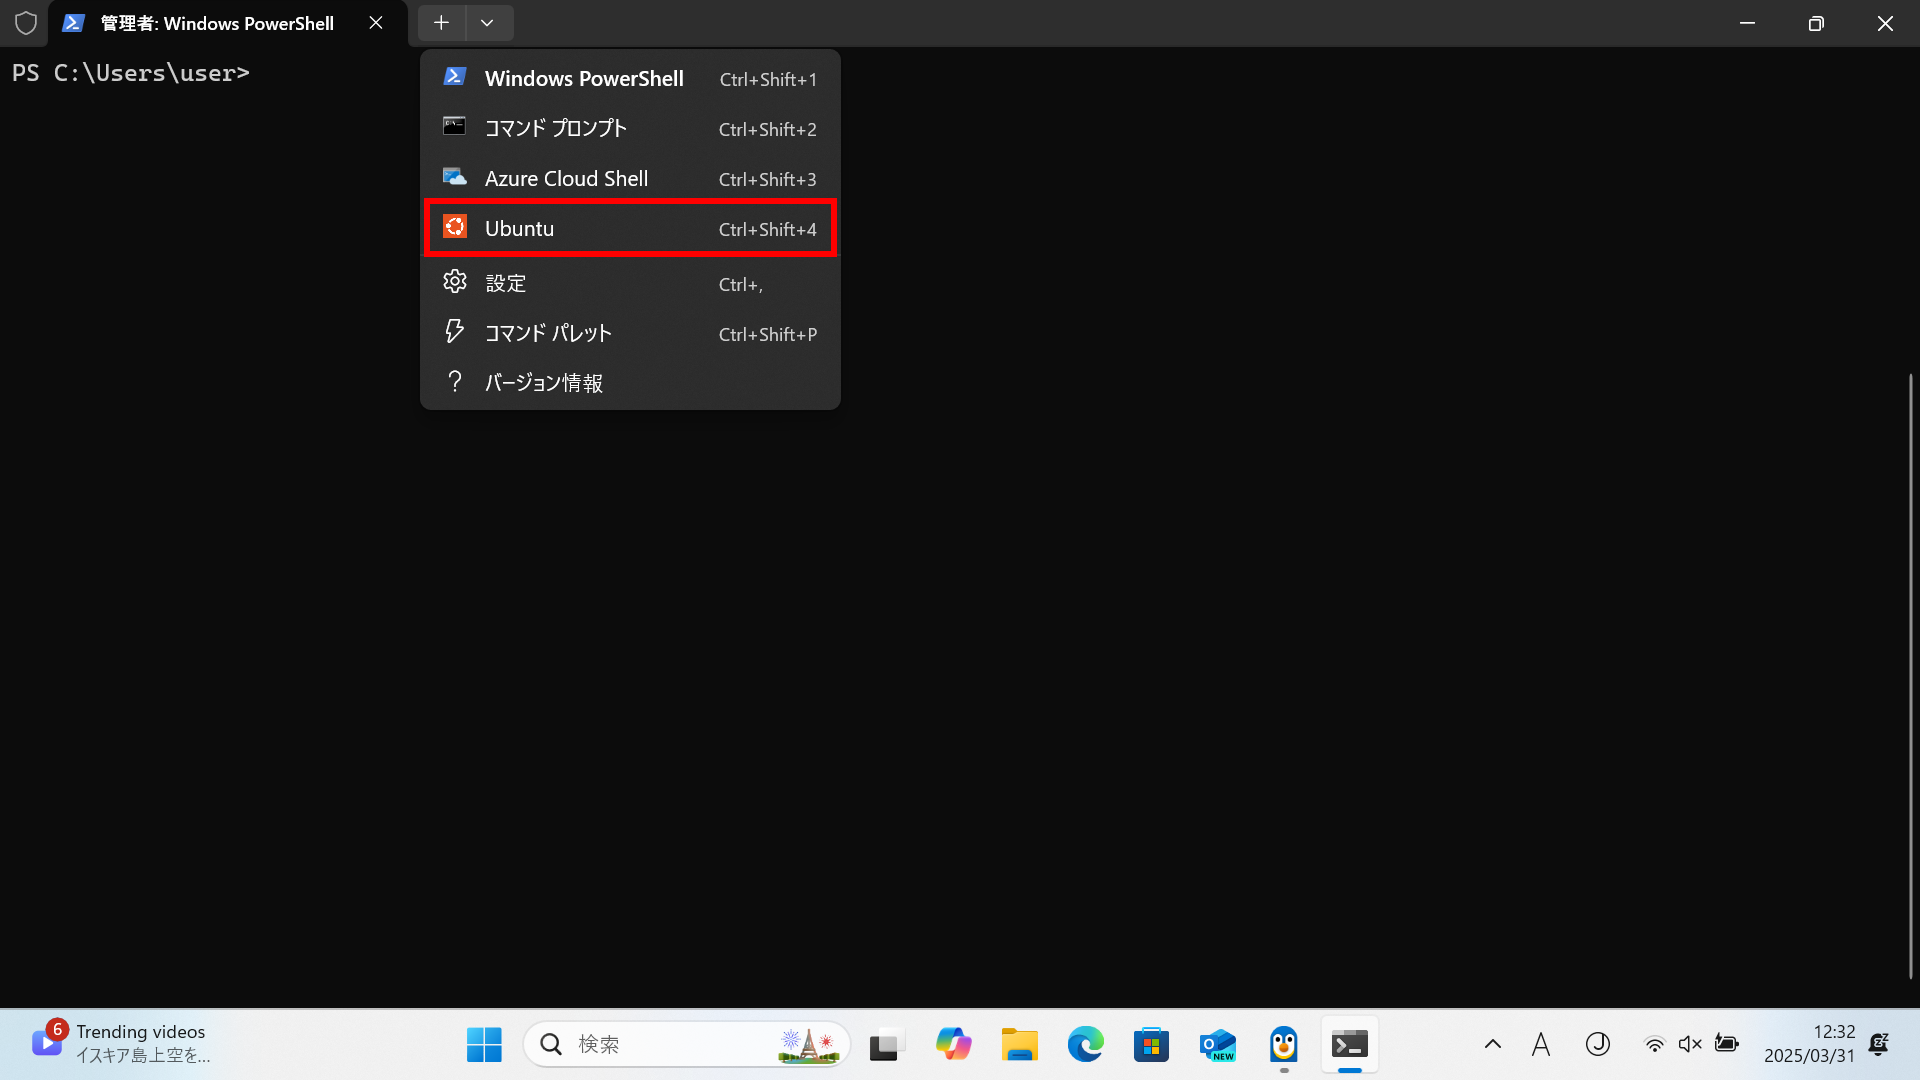 管理者: Windows PowerShell
PS C:\Users\user>
Windows PowerShell Ctrl+Shift+1
コマンド プロンプト Ctrl+Shift+2
Azure Cloud Shell Ctrl+Shift+3
Ubuntu Ctrl+Shift+4
設定 Ctrl+,
コマンド パレット Ctrl+Shift+P
バージョン情報
6
Trending videos
イスキア島上空を...
検索
NEW
A
12:32
2025/03/31